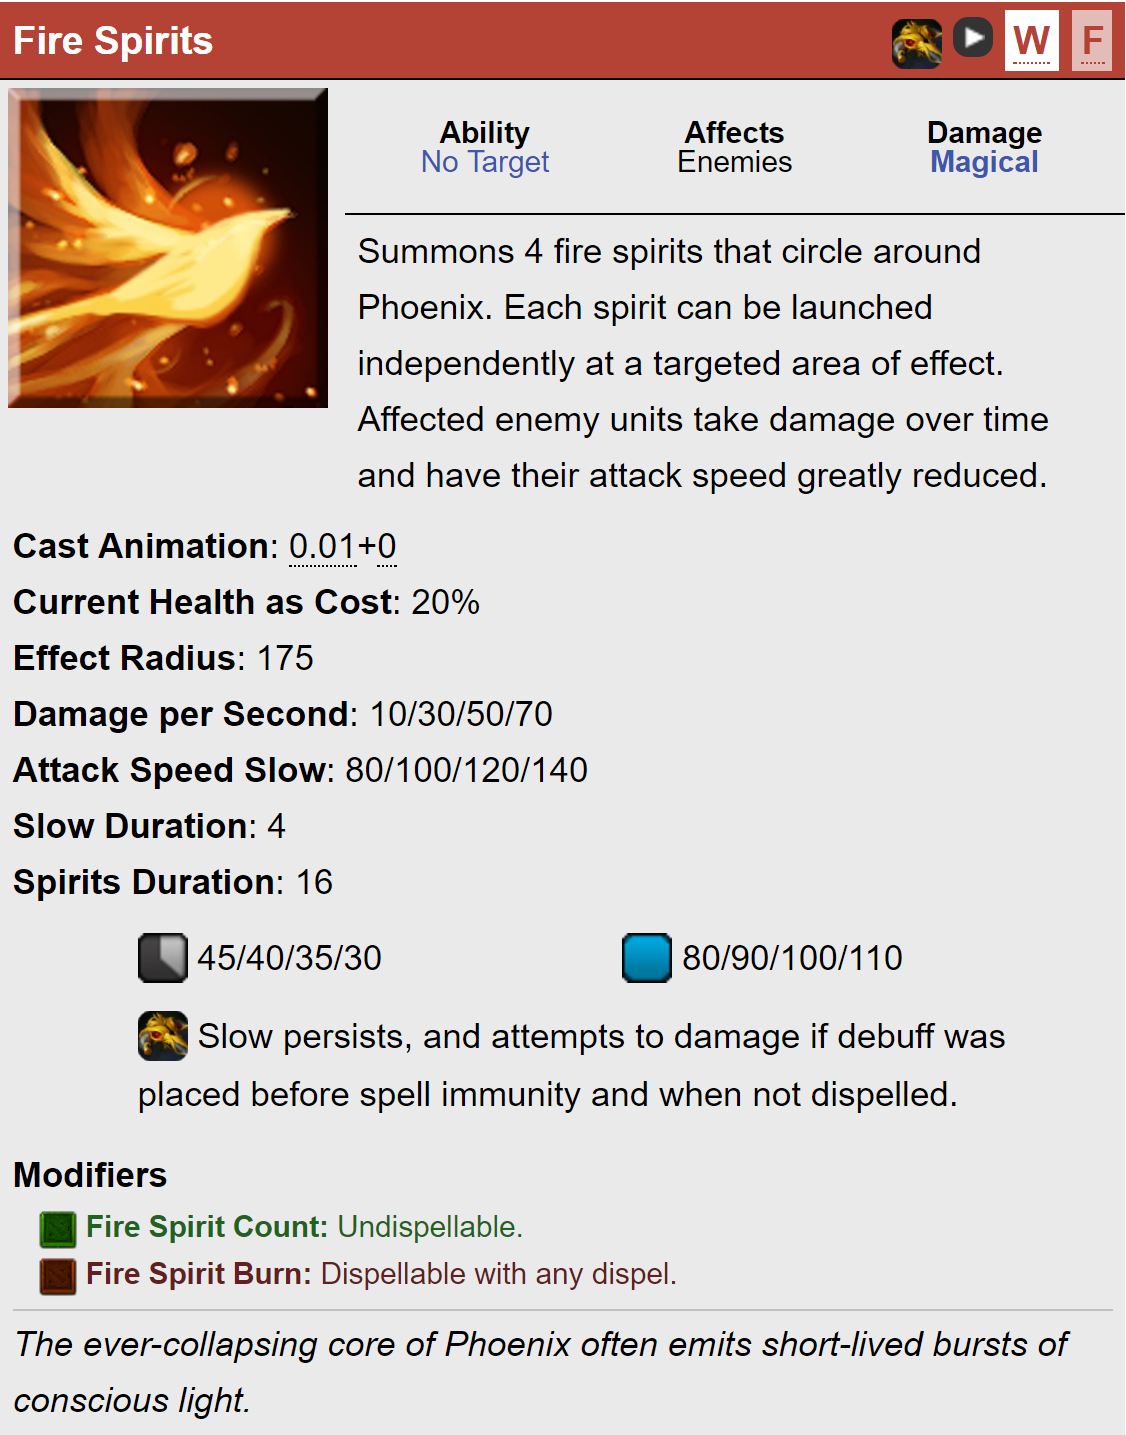 Fire Spirits W F
Ability Affects Damage
No Target Enemies Magical
Summons 4 fire spirits that circle around
Phoenix. Each spirit can be launched
independently at a targeted area of effect.
Affected enemy units take damage over time
and have their attack speed greatly reduced.
Cast Animation: 0.01+0
Current Health as Cost: 20%
Effect Radius: 175
Damage per Second: 10/30/50/70
Attack Speed Slow: 80/100/120/140
Slow Duration: 4
Spirits Duration: 16
45/40/35/30 80/90/100/110
Slow persists, and attempts to damage if debuff was
placed before spell immunity and when not dispelled.
Modifiers
Fire Spirit Count: Undispellable.
Fire Spirit Burn: Dispellable with any dispel.
The ever-collapsing core of Phoenix often emits short-lived bursts of
conscious light.